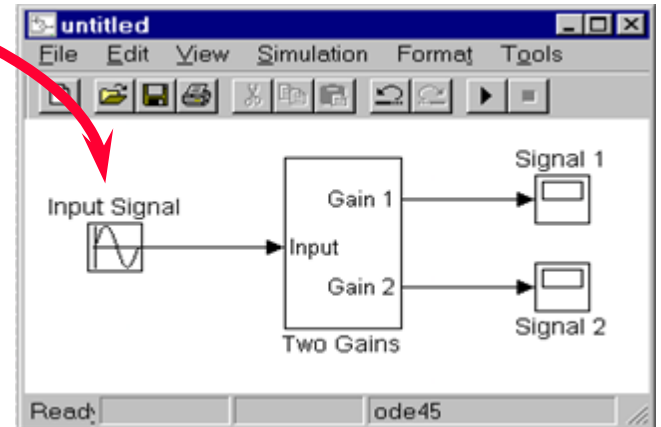 untitled
File Edit View Simulation Format Tools
Signal 1
Input Signal
Gain 1
Input
Gain 2
Signal 2
Two Gains
Ready ode45